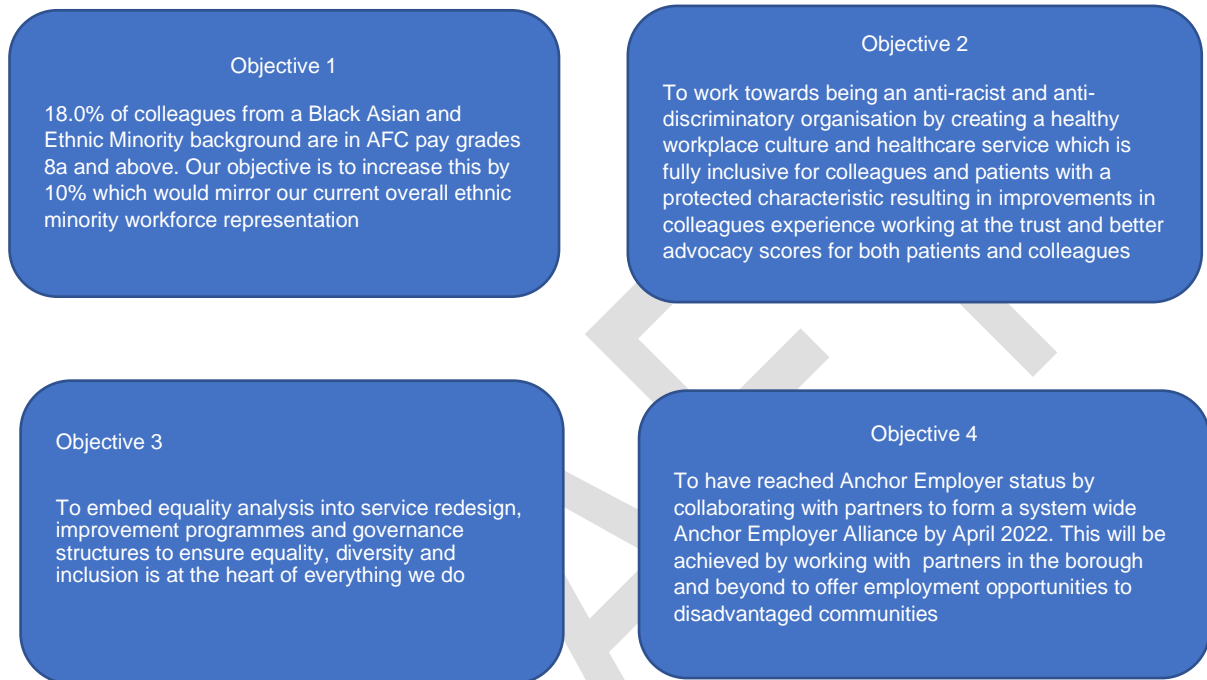 Objective 1
18.0% of colleagues from a Black Asian and
Ethnic Minority background are in AFC pay grades
8a and above. Our objective is to increase this by
10% which would mirror our current overall ethnic
minority workforce representation
Objective 2
To work towards being an anti-racist and anti-
discriminatory organisation by creating a healthy
workplace culture and healthcare service which is
fully inclusive for colleagues and patients with a
protected characteristic resulting in improvements in
colleagues experience working at the trust and better
advocacy scores for both patients and colleagues
Objective 3
To embed equality analysis into service redesign,
improvement programmes and governance
structures to ensure equality, diversity and
inclusion is at the heart of everything we do
Objective 4
To have reached Anchor Employer status by
collaborating with partners to form a system wide
Anchor Employer Alliance by April 2022. This will be
achieved by working with  partners in the borough
and beyond to offer employment opportunities to
disadvantaged communities